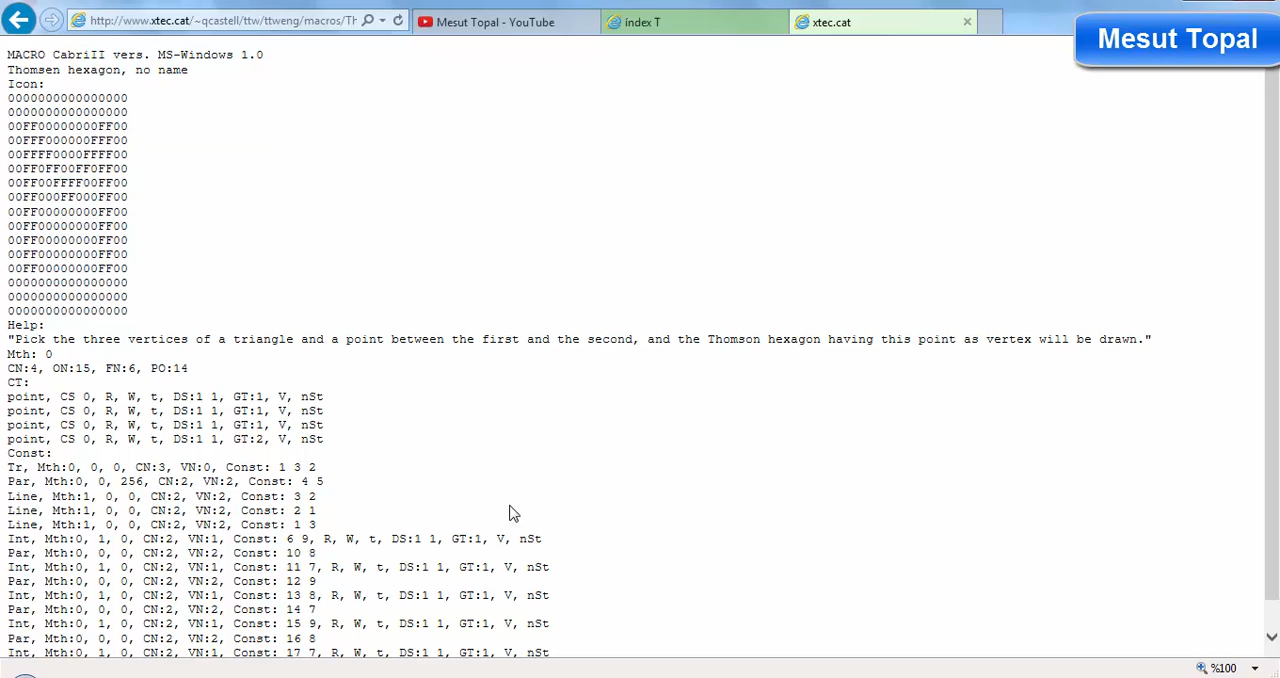 http://www.xtec.cat/~qcastell/ttw/ttweng/macros/Th
Mesut Topal - YouTube
index T
xtec.cat
Mesut Topal
MACRO CabriII vers. MS-Windows 1.0
Thomsen hexagon, no name
Icon:
0000000000000000
0000000000000000
00FF00000000FF00
00FFF000000FFF00
00FFFF0000FFFF00
00FF0FF00FF0FF00
00FF00FFFF00FF00
00FF000FF000FF00
00FF00000000FF00
00FF00000000FF00
00FF00000000FF00
00FF00000000FF00
00FF00000000FF00
0000000000000000
0000000000000000
0000000000000000
Help:
"Pick the three vertices of a triangle and a point between the first and the second, and the Thomson hexagon having this point as vertex will be drawn."
Mth: 0
CN:4, ON:15, FN:6, PO:14
CT:
point, CS 0, R, W, t, DS:1 1, GT:1, V, nSt
point, CS 0, R, W, t, DS:1 1, GT:1, V, nSt
point, CS 0, R, W, t, DS:1 1, GT:1, V, nSt
point, CS 0, R, W, t, DS:1 1, GT:2, V, nSt
Const:
Tr, Mth:0, 0, 0, CN:3, VN:0, Const: 1 3 2
Par, Mth:0, 0, 256, CN:2, VN:2, Const: 4 5
Line, Mth:1, 0, 0, CN:2, VN:2, Const: 3 2
Line, Mth:1, 0, 0, CN:2, VN:2, Const: 2 1
Line, Mth:1, 0, 0, CN:2, VN:2, Const: 1 3
Int, Mth:0, 1, 0, CN:2, VN:1, Const: 6 9, R, W, t, DS:1 1, GT:1, V, nSt
Par, Mth:0, 0, 0, CN:2, VN:2, Const: 10 8
Int, Mth:0, 1, 0, CN:2, VN:1, Const: 11 7, R, W, t, DS:1 1, GT:1, V, nSt
Par, Mth:0, 0, 0, CN:2, VN:2, Const: 12 9
Int, Mth:0, 1, 0, CN:2, VN:1, Const: 13 8, R, W, t, DS:1 1, GT:1, V, nSt
Par, Mth:0, 0, 0, CN:2, VN:2, Const: 14 7
Int, Mth:0, 1, 0, CN:2, VN:1, Const: 15 9, R, W, t, DS:1 1, GT:1, V, nSt
Par, Mth:0, 0, 0, CN:2, VN:2, Const: 16 8
Int, Mth:0, 1, 0, CN:2, VN:1, Const: 17 7, R, W, t, DS:1 1, GT:1, V, nSt
%100